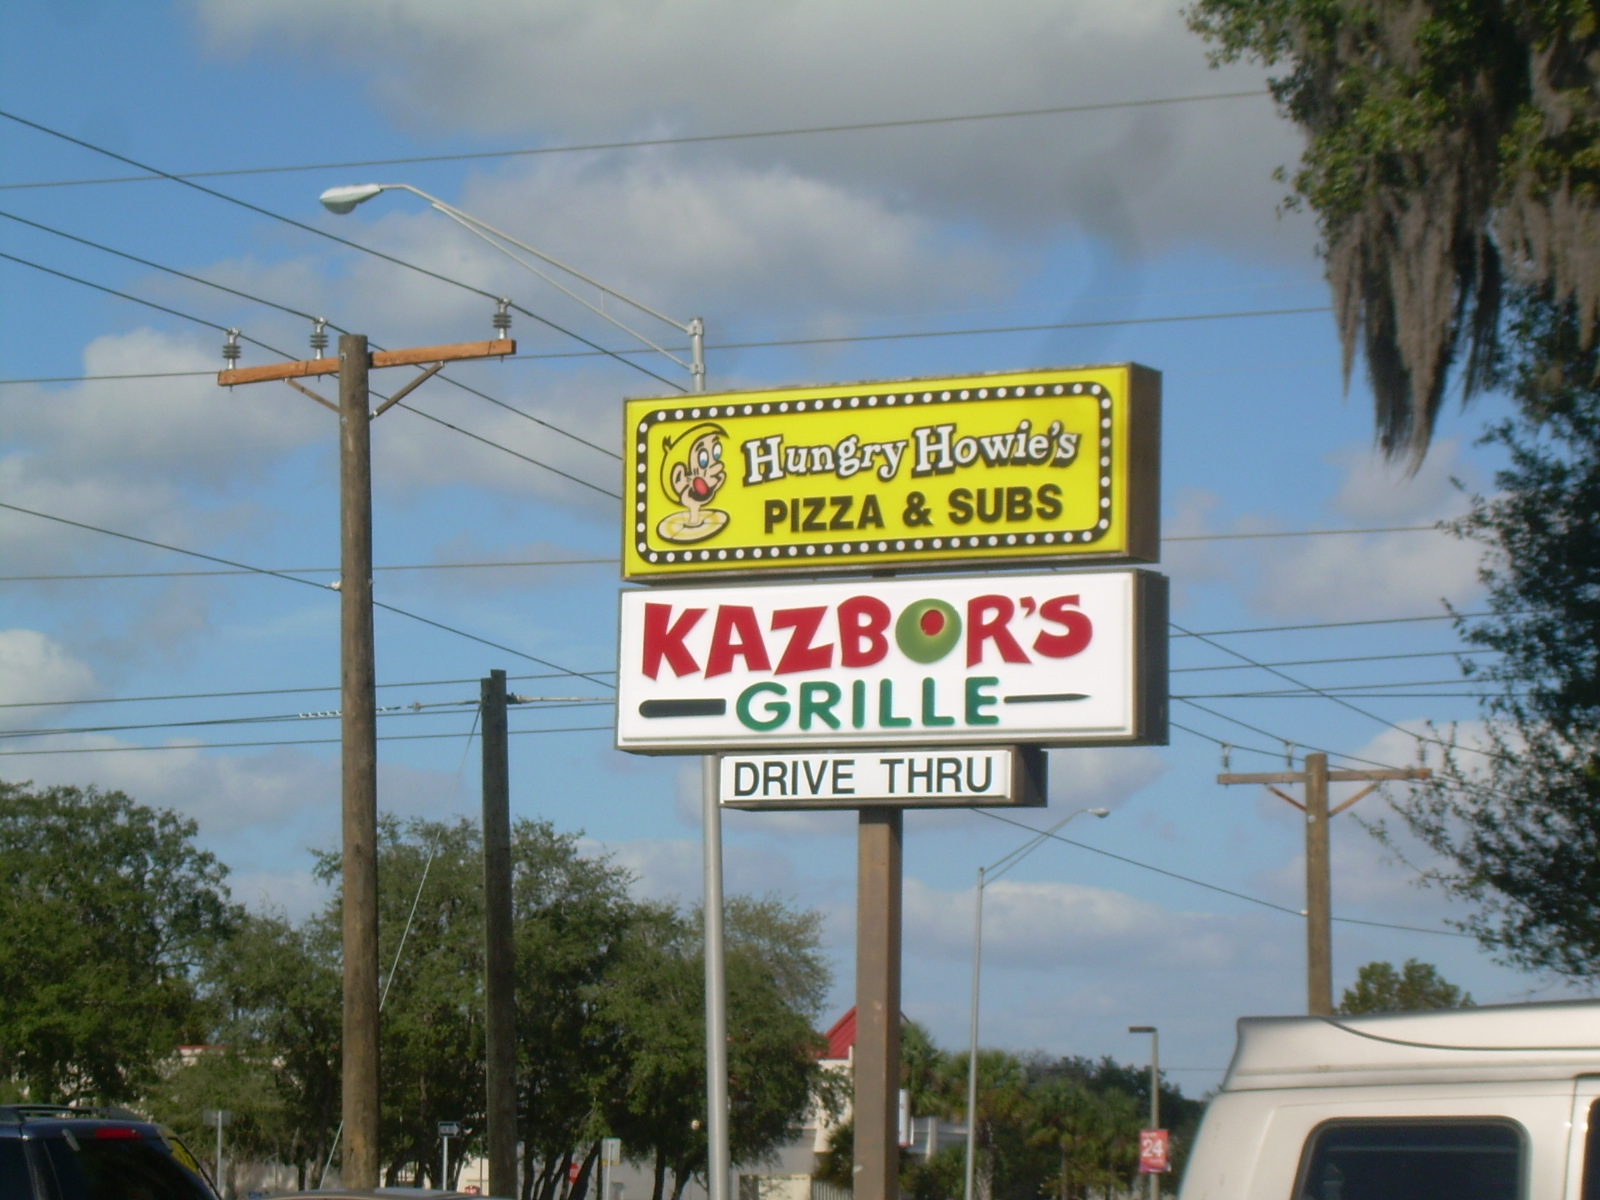 Hungry Howie's
PIZZA & SUBS
KAZBOR'S
GRILLE
DRIVE THRU
24